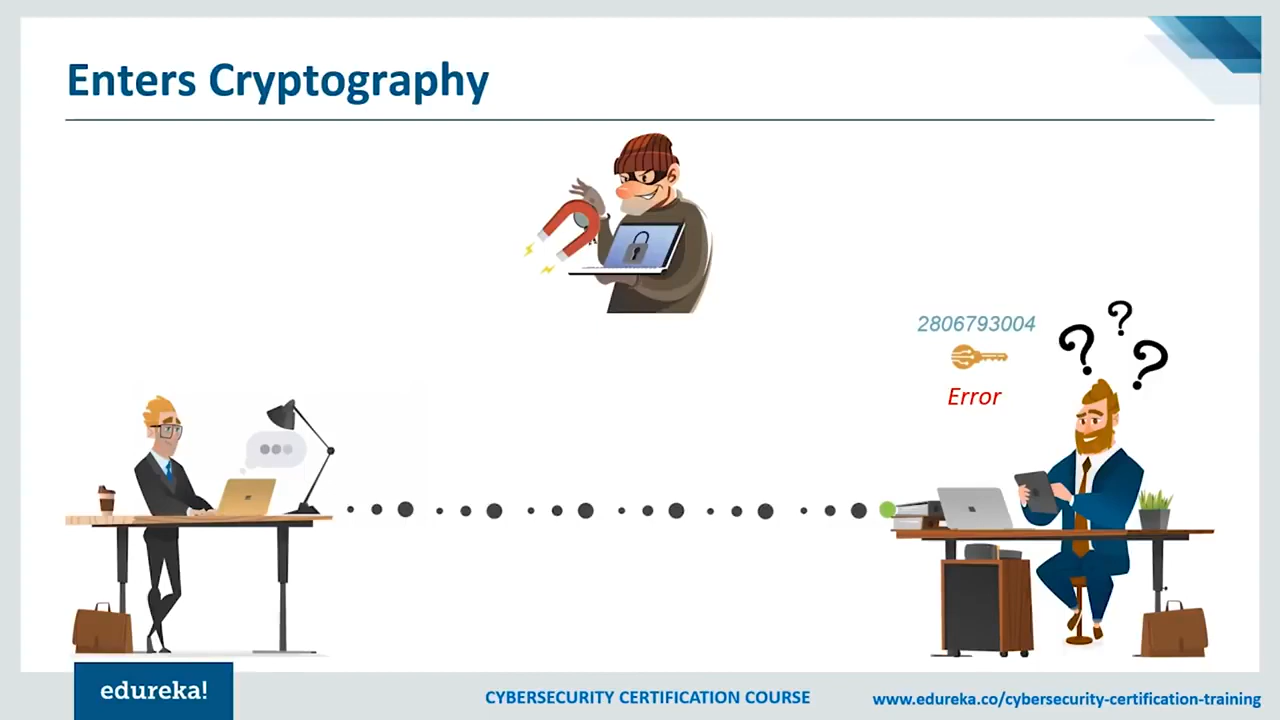 Enters Cryptography
2806793004
Error
? ? ?
edureka!
CYBERSECURITY CERTIFICATION COURSE
www.edureka.co/cybersecurity-certification-training